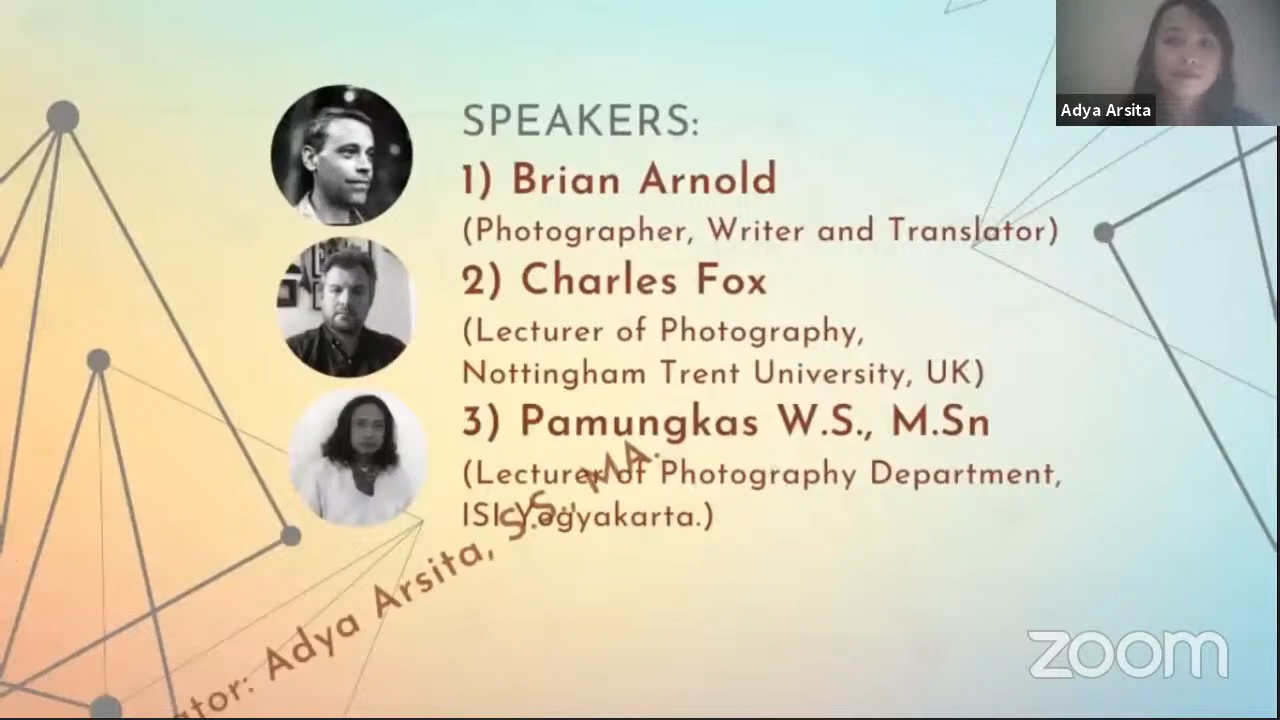 SPEAKERS:
1) Brian Arnold
(Photographer, Writer and Translator)
2) Charles Fox
(Lecturer of Photography,
Nottingham Trent University, UK)
3) Pamungkas W.S., M.Sn
(Lecturer of Photography Department,
ISI Yogyakarta.)
ator: Adya Arsita, S.S., MA.
Adya Arsita
zoom